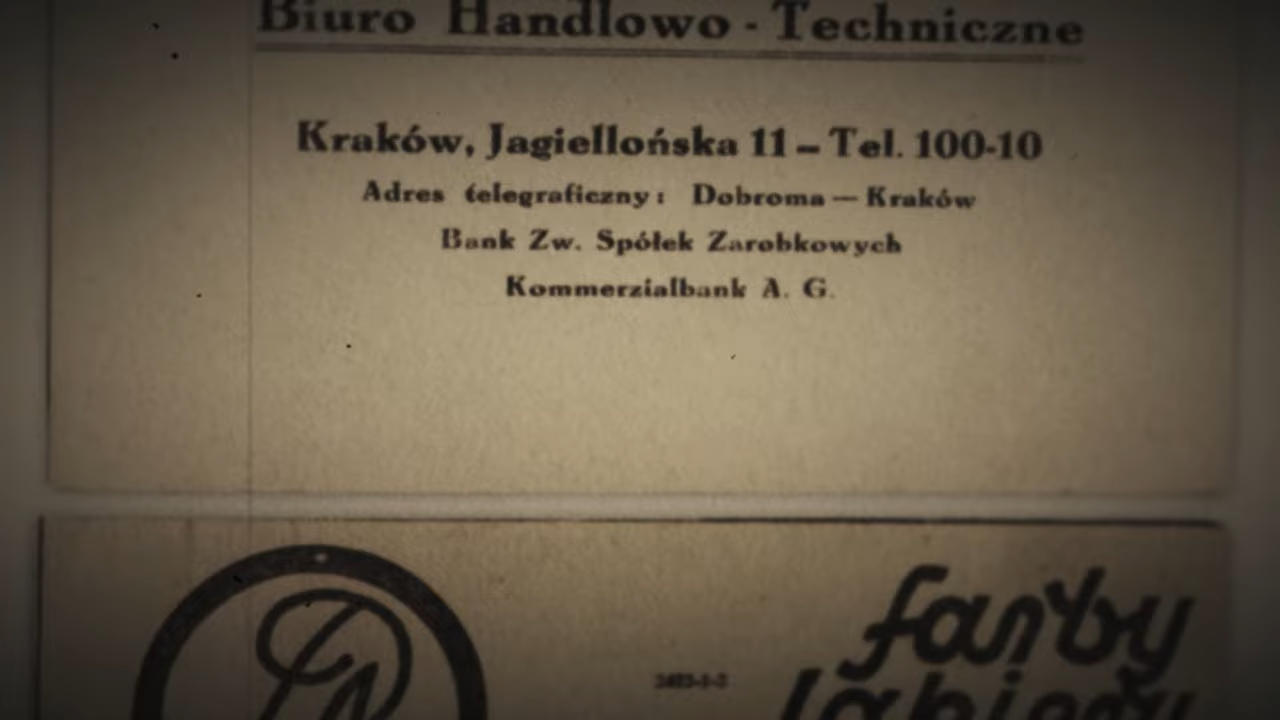 Biuro Handlowo - Techniczne
Kraków, Jagiellońska 11 – Tel. 100-10
Adres telegraficzny: Dobroma — Kraków
Bank Zw. Spółek Zarobkowych
Kommerzialbank A. G.
farby